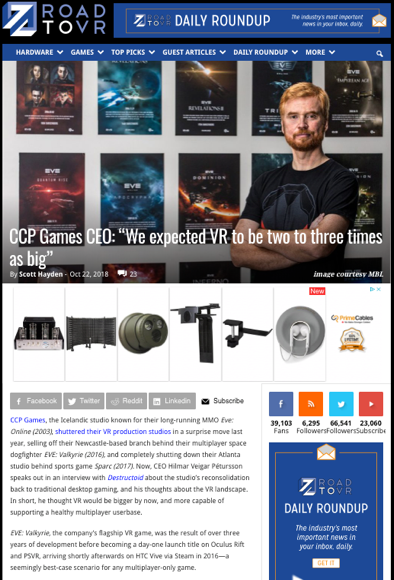 ROAD
TO VR
ROAD
TO VR
DAILY ROUNDUP
The industry's most important
news in your inbox, daily.
HARDWARE
GAMES
TOP PICKS
GUEST ARTICLES
DAILY ROUNDUP
MORE
EVE
REVELATIONS II
EVE
DOMINION
CCP Games CEO: “We expected VR to be two to three times
as big”
By Scott Hayden - Oct 22, 2018
23
image courtesy MBL
New
PrimeCables
Facebook
Twitter
Reddit
Linkedin
Subscribe
39,103
Fans
6,295
Followers
66,541
Followers
23,060
Subscribe
CCP Games, the Icelandic studio known for their long-running MMO Eve:
Online (2003), shuttered their VR production studios in a surprise move last
year, selling off their Newcastle-based branch behind their multiplayer space
dogfighter EVE: Valkyrie (2016), and completely shutting down their Atlanta
studio behind sports game Sparc (2017). Now, CEO Hilmar Veigar Pétursson
speaks out in an interview with Destructoid about the studio's reconsolidation
back to traditional desktop gaming, and his thoughts about the VR landscape.
In short, he thought VR would be bigger by now, and more capable of
supporting a healthy multiplayer userbase.
EVE: Valkyrie, the company's flagship VR game, was the result of over three
years of development before becoming a day-one launch title on Oculus Rift
and PSVR, arriving shortly afterwards on HTC Vive via Steam in 2016—a
seemingly best-case scenario for any multiplayer-only game.
ROAD
TO VR
DAILY ROUNDUP
The industry's most
important news in
your inbox, daily.
GET IT